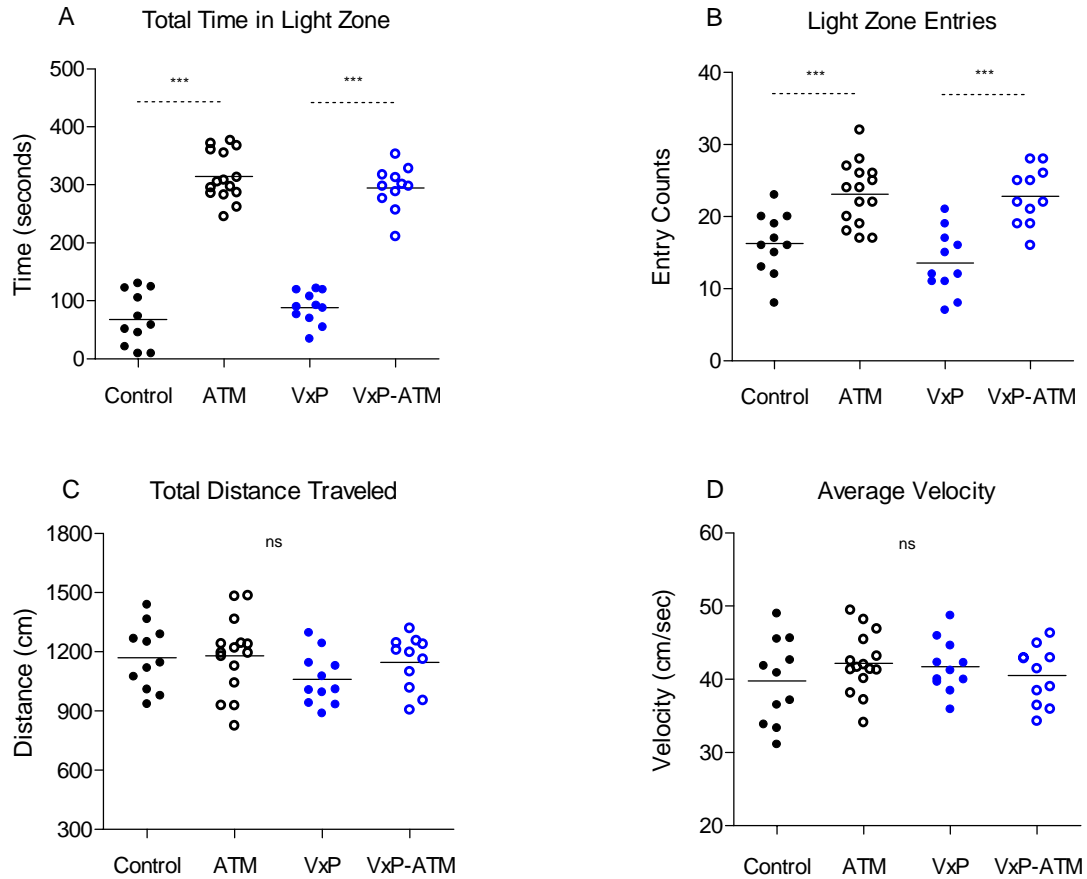 A
Total Time in Light Zone
500
400
300
200
100
0
Time (seconds)
***
***
Control ATM VxP VxP-ATM
B
Light Zone Entries
40
30
20
10
0
Entry Counts
***
***
Control ATM VxP VxP-ATM
C
Total Distance Traveled
1800
1500
1200
900
600
300
Distance (cm)
ns
Control ATM VxP VxP-ATM
D
Average Velocity
60
50
40
30
20
Velocity (cm/sec)
ns
Control ATM VxP VxP-ATM